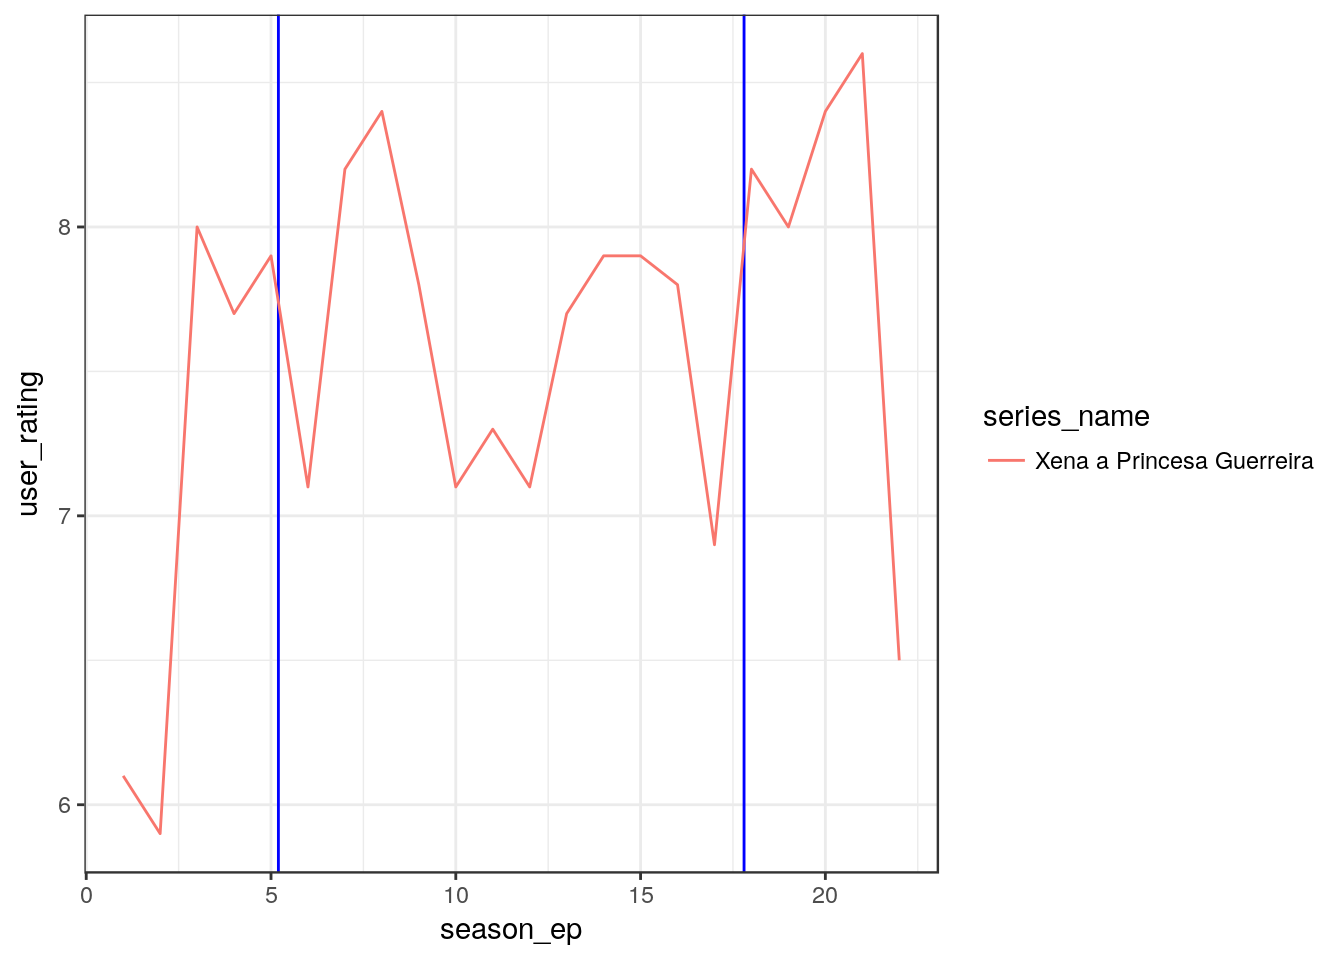 8
7
6
0 5 10 15 20
season_ep
user_rating
series_name
Xena a Princesa Guerreira